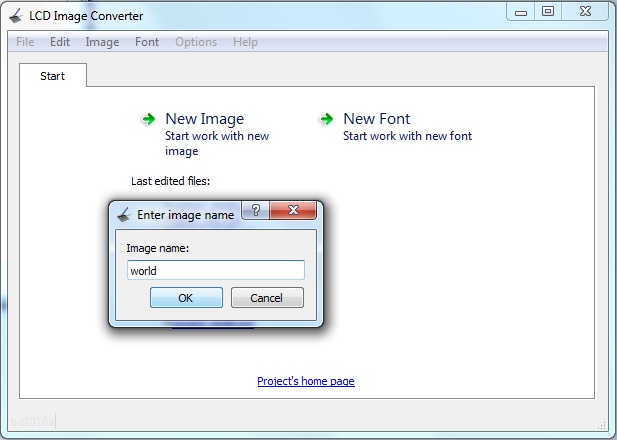 LCD Image Converter
File Edit Image Font Options Help
Start
New Image
Start work with new
image
New Font
Start work with new font
Last edited files:
Enter image name
?
Image name:
world
OK Cancel
Project's home page